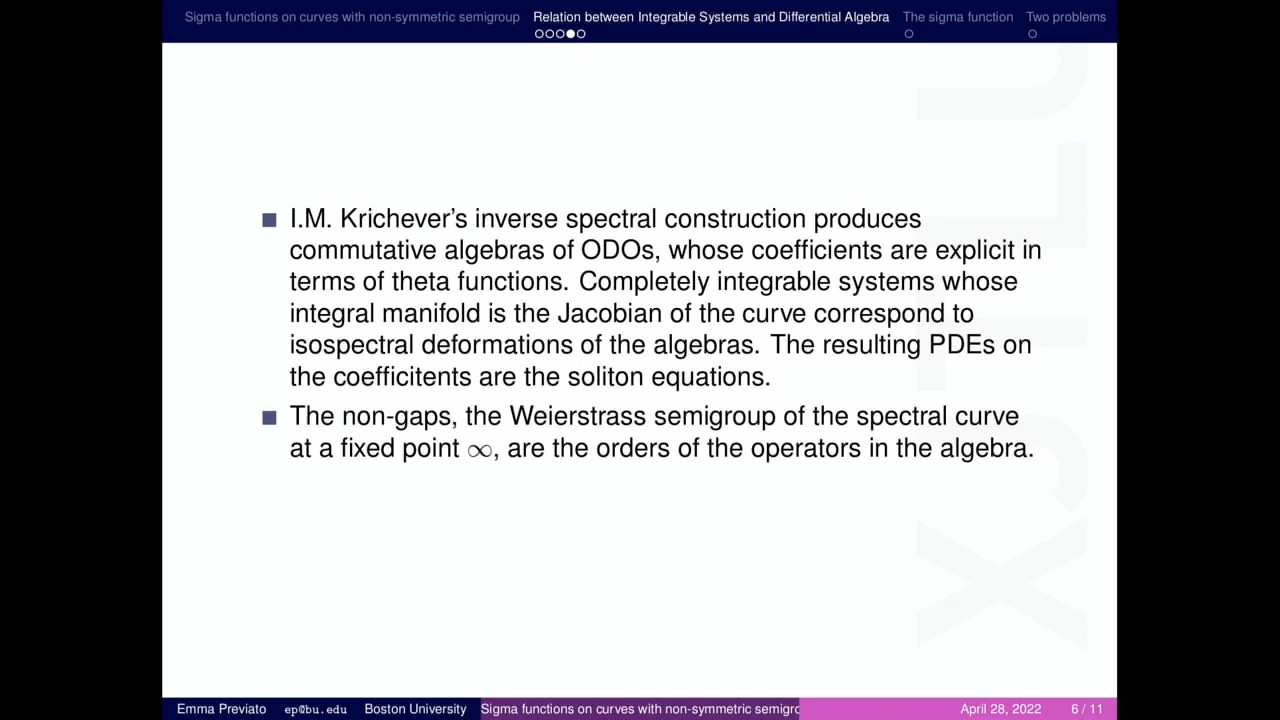 Sigma functions on curves with non-symmetric semigroup Relation between Integrable Systems and Differential Algebra The sigma function Two problems
I.M. Krichever's inverse spectral construction produces
commutative algebras of ODOs, whose coefficients are explicit in
terms of theta functions. Completely integrable systems whose
integral manifold is the Jacobian of the curve correspond to
isospectral deformations of the algebras. The resulting PDEs on
the coefficitents are the soliton equations.
The non-gaps, the Weierstrass semigroup of the spectral curve
at a fixed point ∞, are the orders of the operators in the algebra.
XJTLU
Emma Previato ep@bu.edu Boston University Sigma functions on curves with non-symmetric semigro April 28, 2022 6 / 11